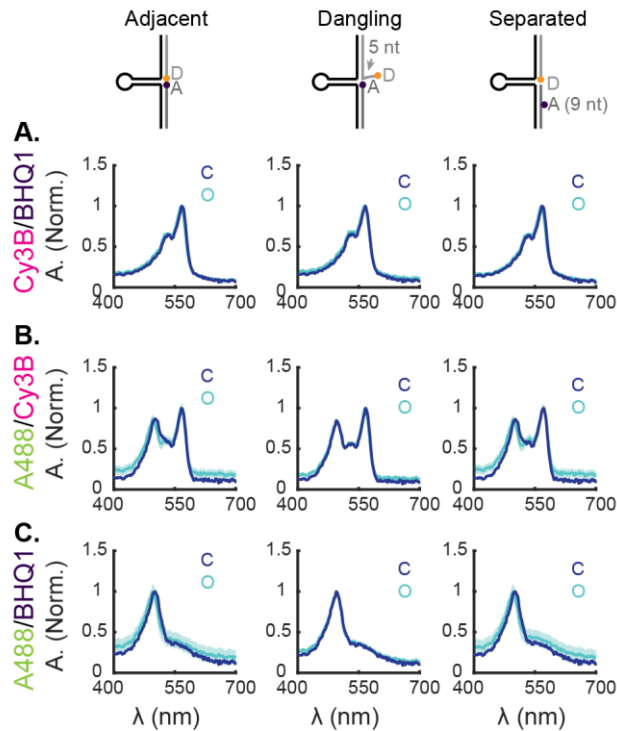 Adjacent Dangling Separated
5 nt
D D D
A A A (9 nt)
A.
Cy3B/BHQ1
A. (Norm.)
1.5 1.5 1.5
C C C
1 O 1 O 1 O
0.5 0.5 0.5
0 0 0
400 550 700 400 550 700 400 550 700
B.
A488/Cy3B
A. (Norm.)
1.5 1.5 1.5
C C C
1 O 1 O 1 O
0.5 0.5 0.5
0 0 0
400 550 700 400 550 700 400 550 700
C.
A488/BHQ1
A. (Norm.)
1.5 1.5 1.5
C C C
1 O 1 O 1 O
0.5 0.5 0.5
0 0 0
400 550 700 400 550 700 400 550 700
λ (nm) λ (nm) λ (nm)